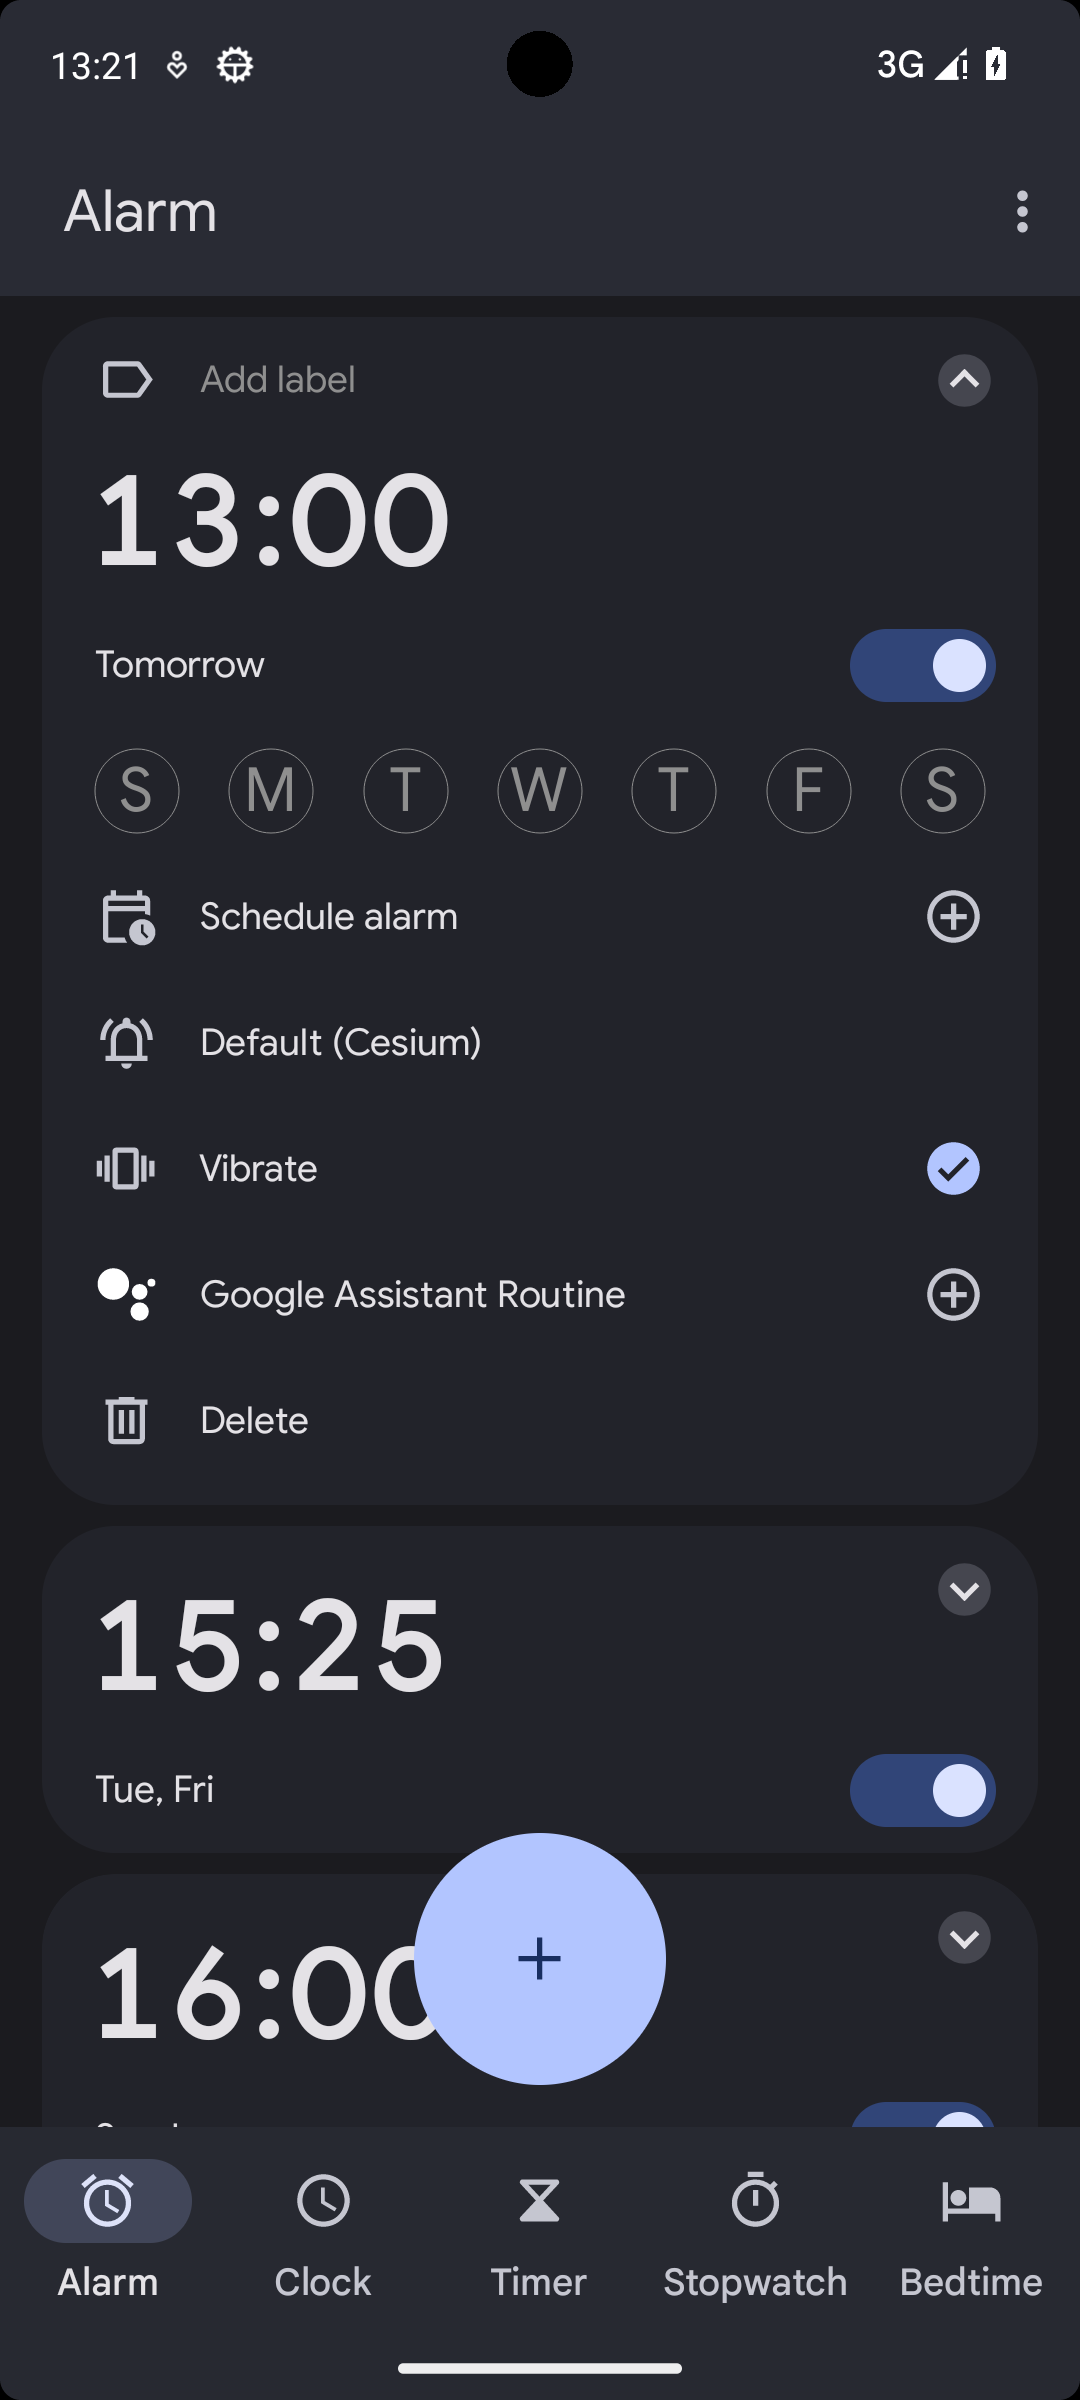 13:21
3G
Alarm
Add label
13:00
Tomorrow
S M T W T F S
Schedule alarm
Default (Cesium)
Vibrate
Google Assistant Routine
Delete
15:25
Tue, Fri
16:00
Alarm
Clock
Timer
Stopwatch
Bedtime